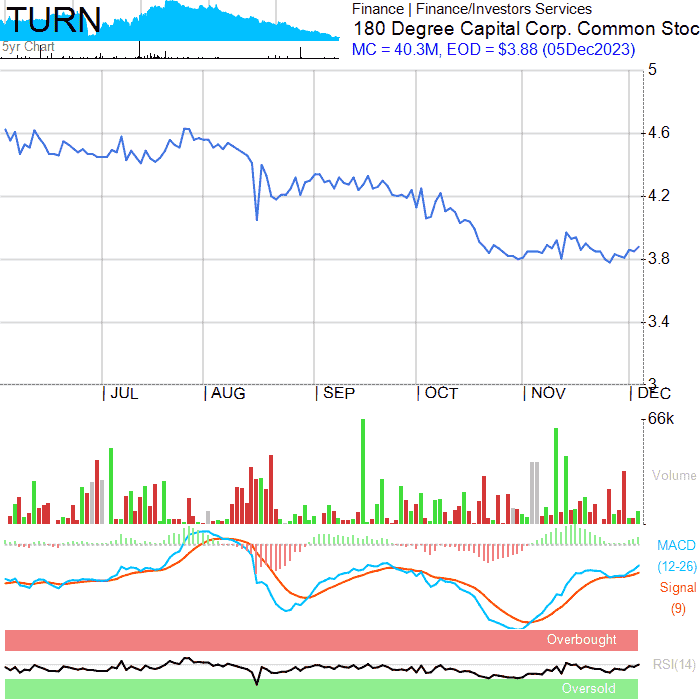 TURN
5yr Chart
Finance | Finance/Investors Services
180 Degree Capital Corp. Common Stoc
MC = 40.3M, EOD = $3.88 (05Dec2023)
5
4.6
4.2
3.8
3.4
3
| JUL | AUG | SEP | OCT | NOV | DEC
66k
Volume
MACD
(12-26)
Signal
(9)
Overbought
RSI(14)
Oversold